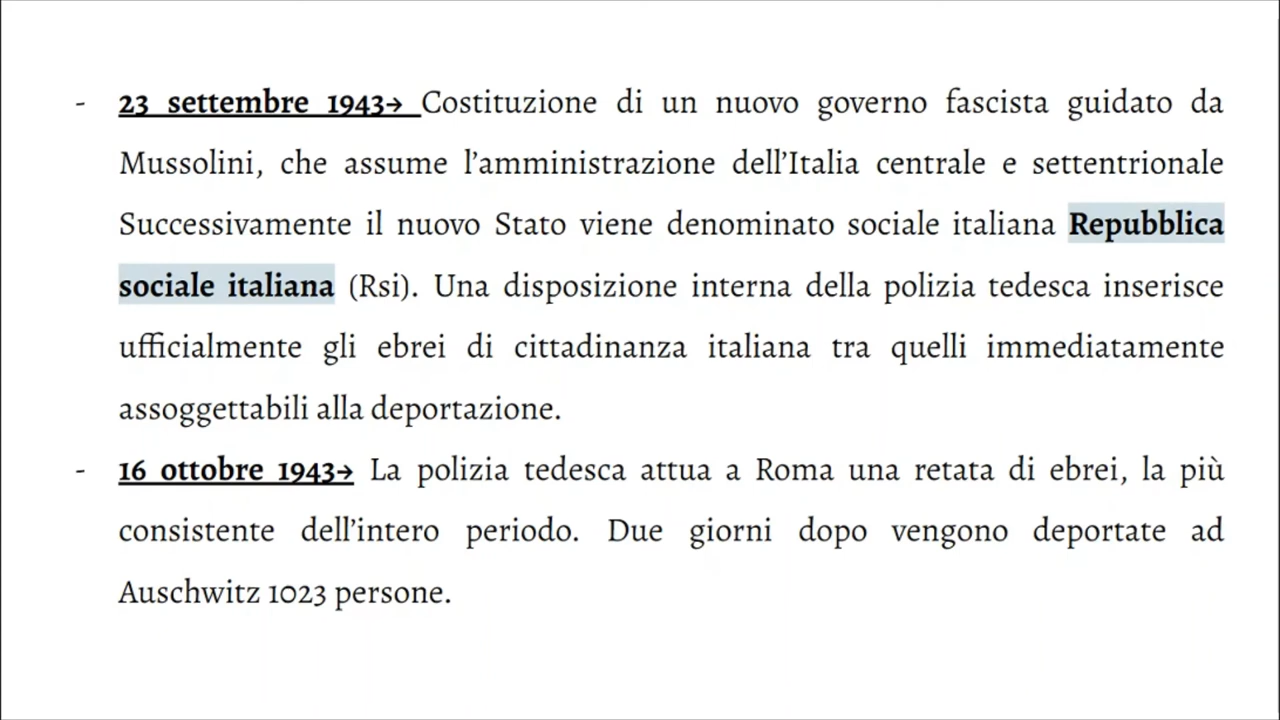 - 23 settembre 1943→ Costituzione di un nuovo governo fascista guidato da
Mussolini, che assume l’amministrazione dell’Italia centrale e settentrionale
Successivamente il nuovo Stato viene denominato sociale italiana Repubblica
sociale italiana (Rsi). Una disposizione interna della polizia tedesca inserisce
ufficialmente gli ebrei di cittadinanza italiana tra quelli immediatamente
assoggettabili alla deportazione.
- 16 ottobre 1943→ La polizia tedesca attua a Roma una retata di ebrei, la più
consistente dell’intero periodo. Due giorni dopo vengono deportate ad
Auschwitz 1023 persone.